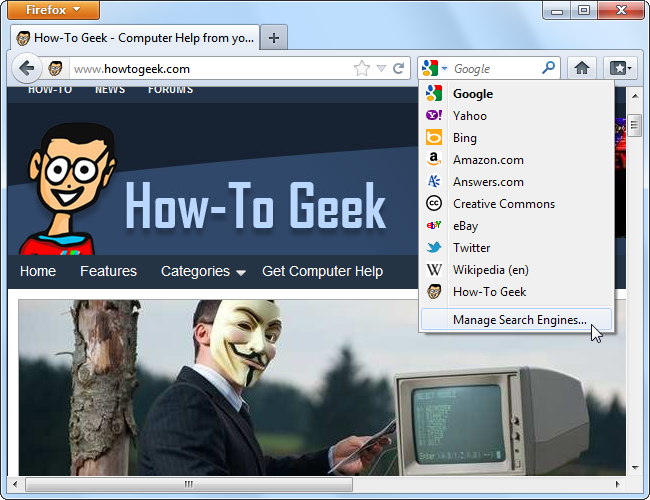 Firefox
How-To Geek - Computer Help from yo...
www.howtogeek.com
Google
HOW-TO NEWS FORUMS
Google
Yahoo
Bing
Amazon.com
Answers.com
Creative Commons
eBay
Twitter
Wikipedia (en)
How-To Geek
Manage Search Engines...
How-To Geek
Home Features Categories Get Computer Help